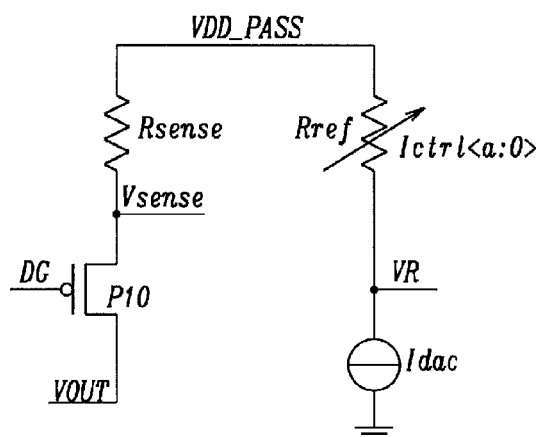 VDD_PASS
Rsense
Rref
Ictrl<a:0>
Vsense
DG
P10
VR
Idac
VOUT